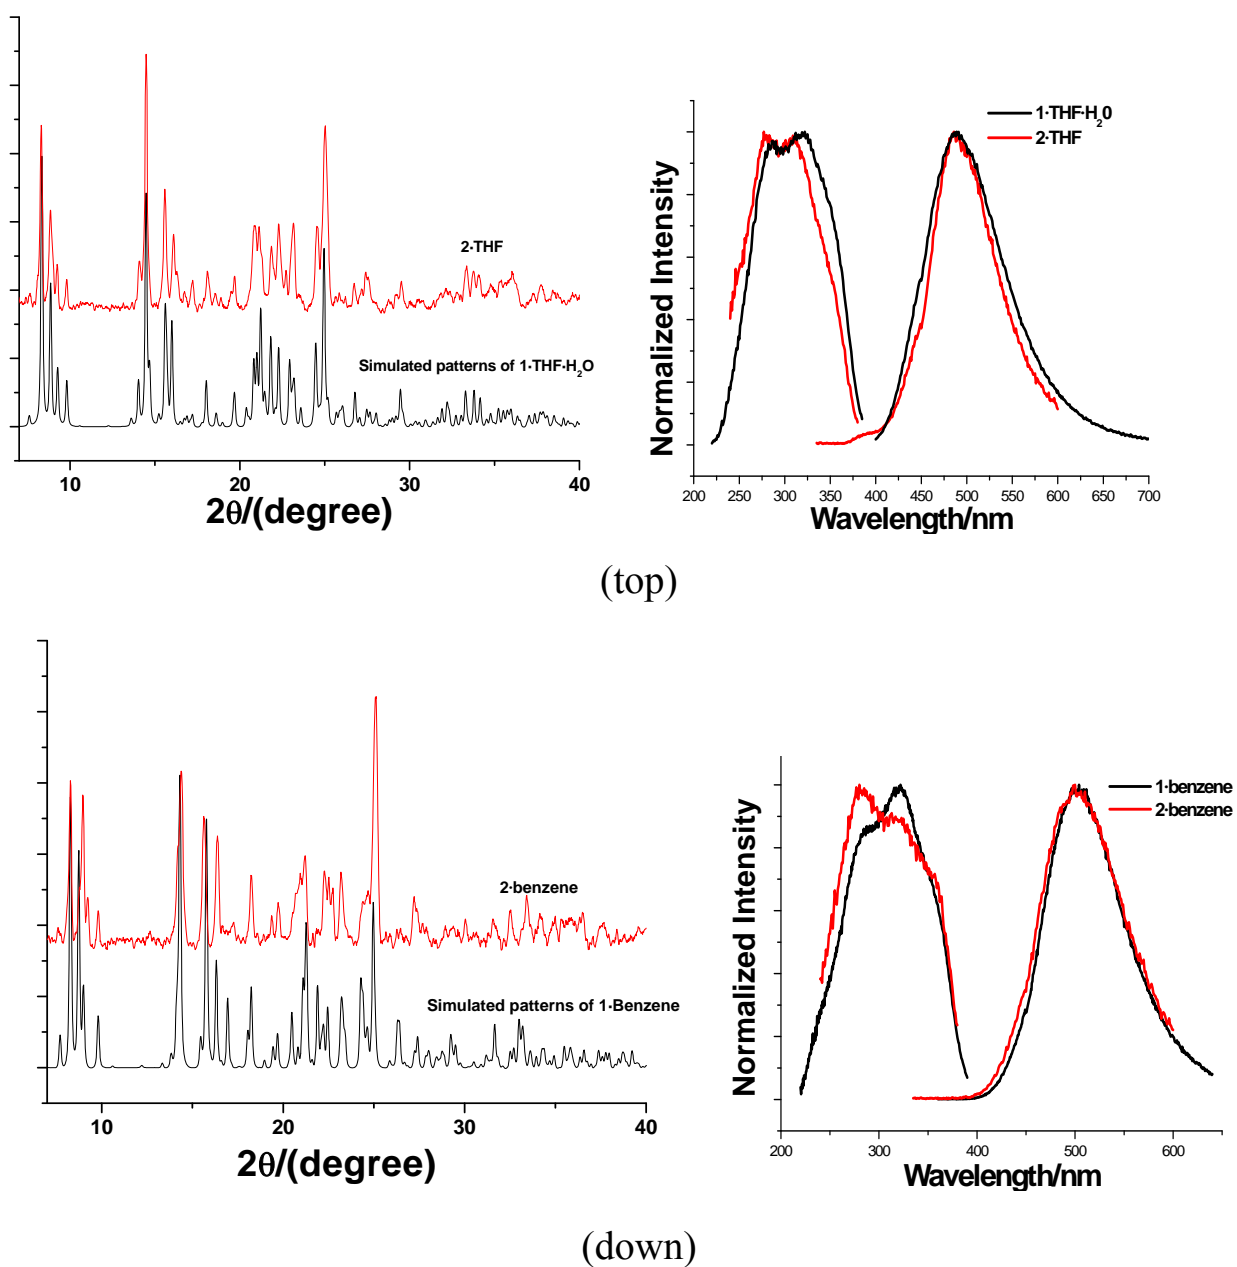 2·THF
Simulated patterns of 1·THF·H₂O
10 20 30 40
2θ/(degree)
Normalized Intensity
1·THF·H₂0
2·THF
200 250 300 350 400 450 500 550 600 650 700
Wavelength/nm
(top)
2·benzene
Simulated patterns of 1·Benzene
10 20 30 40
2θ/(degree)
Normalized Intensity
1·benzene
2·benzene
200 300 400 500 600
Wavelength/nm
(down)